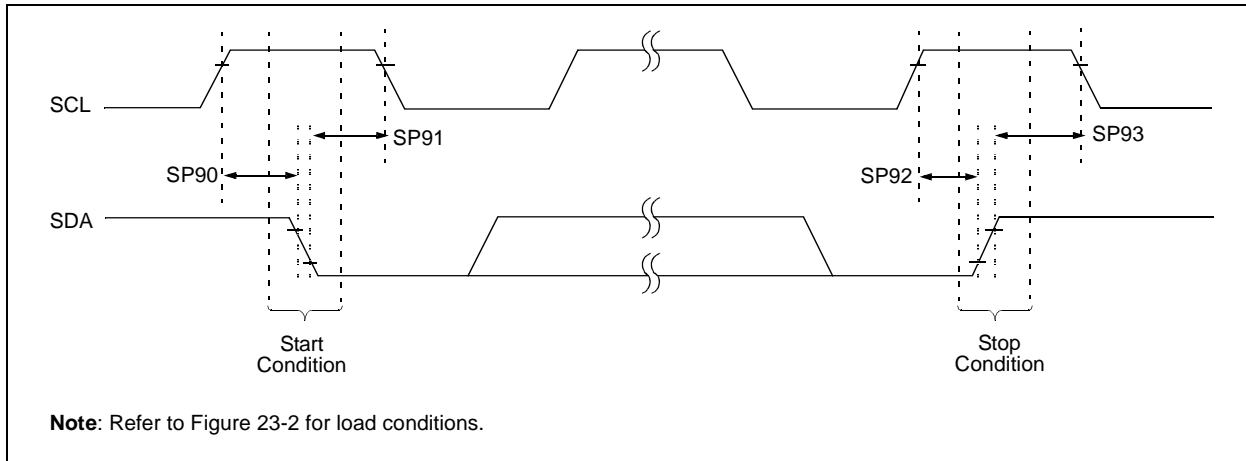 SCL
SP91
SP93
SP90
SP92
SDA
Start
Condition
Stop
Condition
Note: Refer to Figure 23-2 for load conditions.